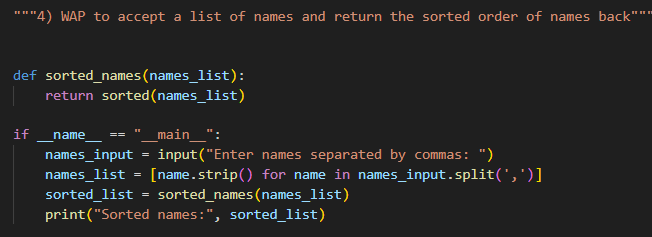 """4) WAP to accept a list of names and return the sorted order of names back"""
def sorted_names(names_list):
    return sorted(names_list)
if __name__ == "__main__":
    names_input = input("Enter names separated by commas: ")
    names_list = [name.strip() for name in names_input.split(',')]
    sorted_list = sorted_names(names_list)
    print("Sorted names:", sorted_list)